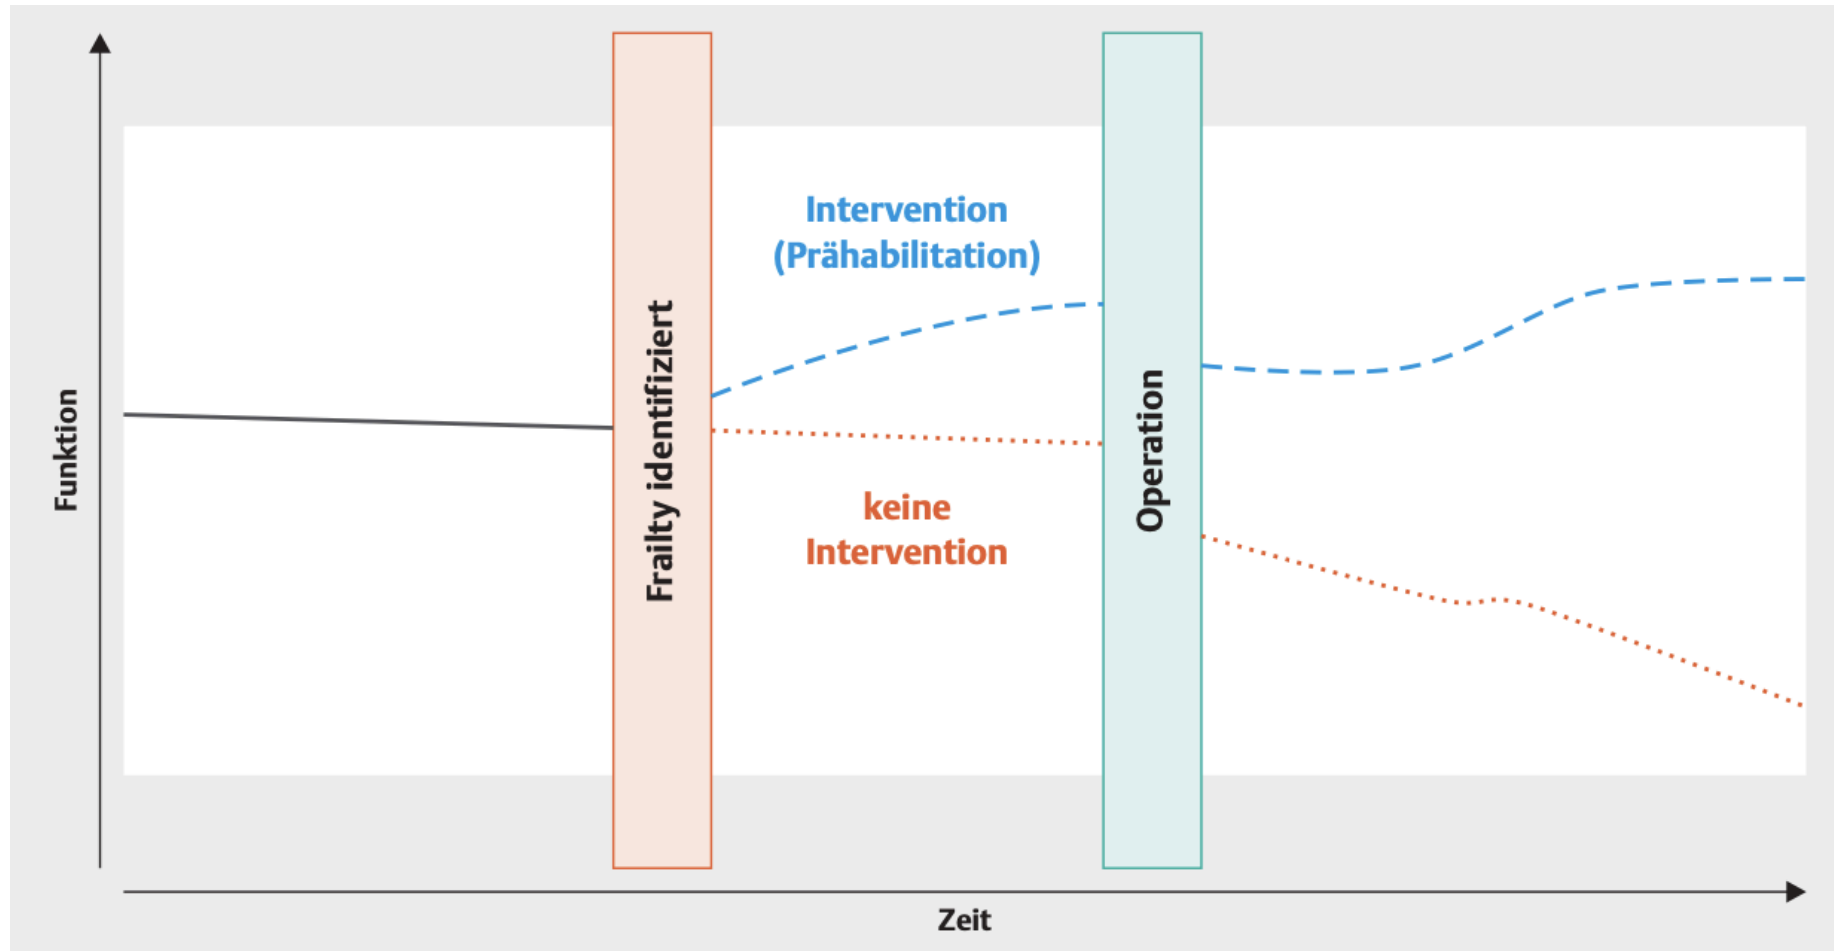 Funktion
Frailty identifiziert
Intervention
(Prähabilitation)
keine
Intervention
Operation
Zeit